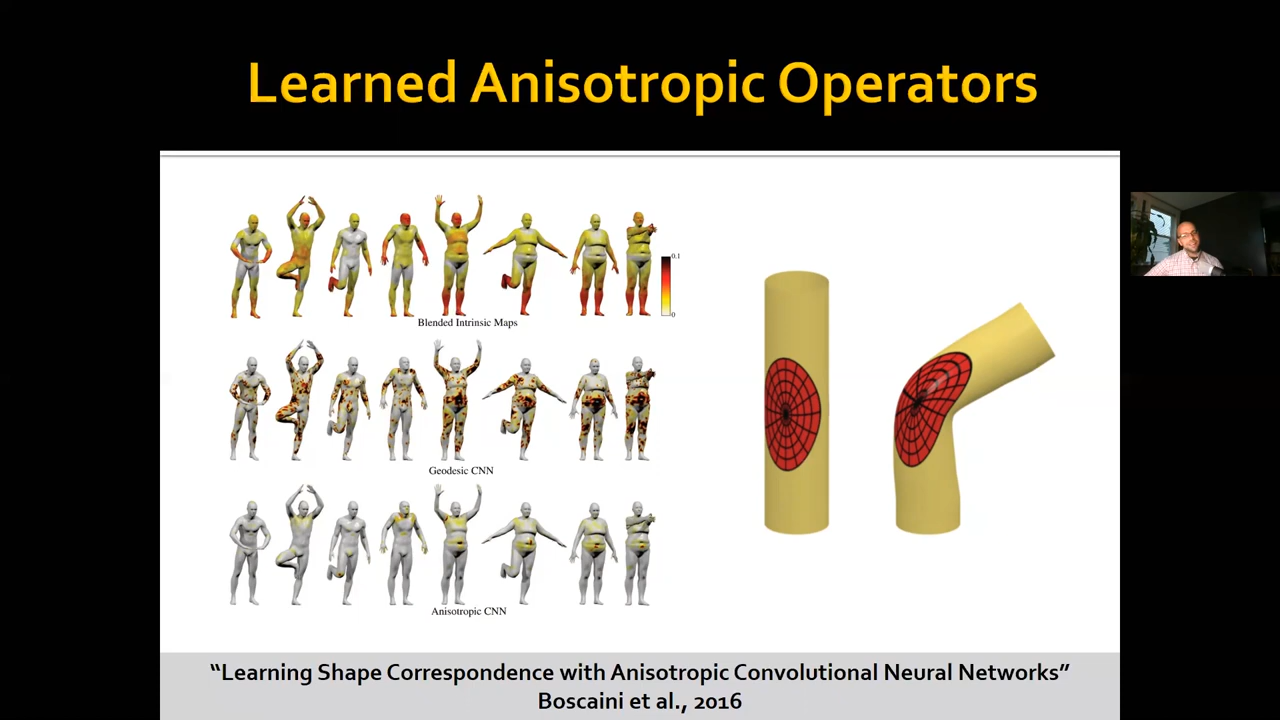 Learned Anisotropic Operators
0.1
0
Blended Intrinsic Maps
Geodesic CNN
Anisotropic CNN
“Learning Shape Correspondence with Anisotropic Convolutional Neural Networks”
Boscaini et al., 2016